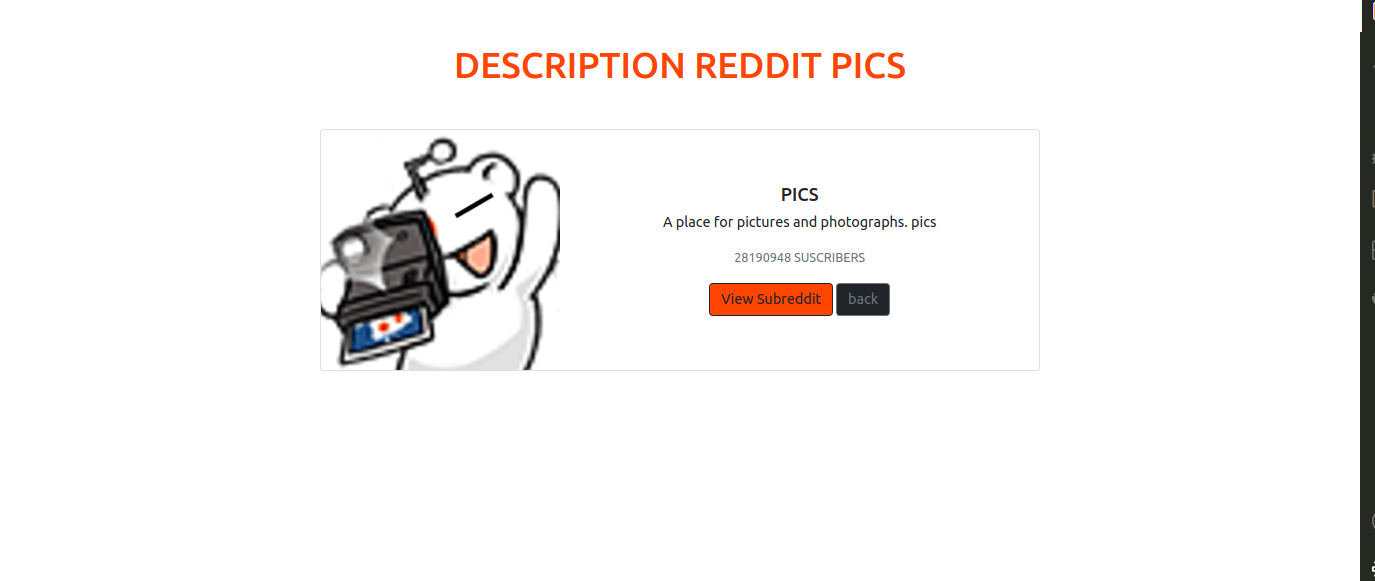 DESCRIPTION REDDIT PICS
PICS
A place for pictures and photographs. pics
28190948 SUSCRIBERS
View Subreddit back